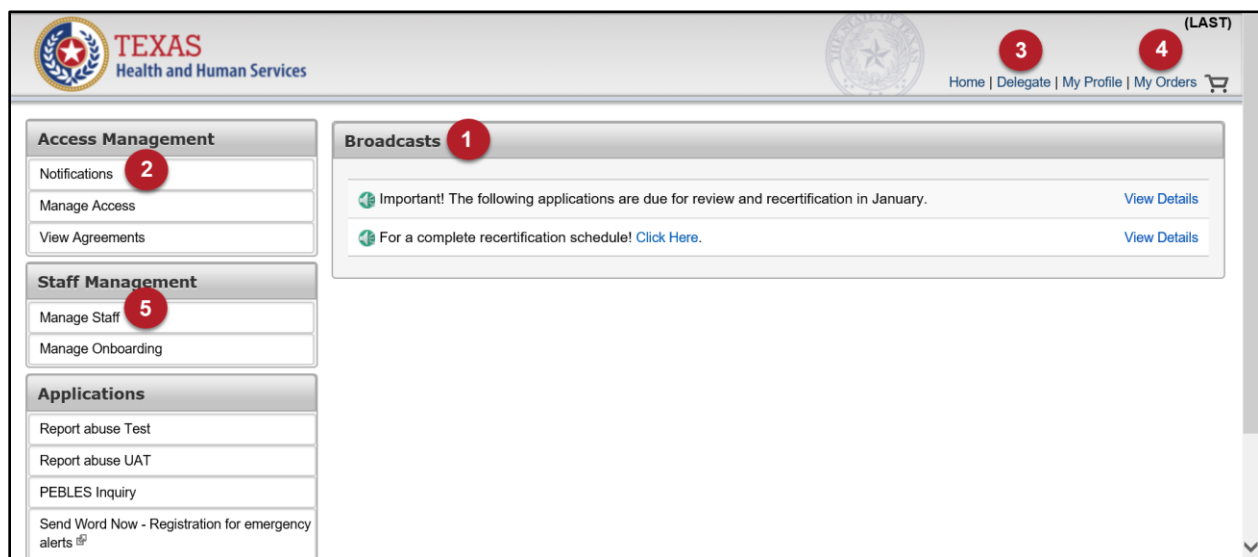 (LAST)
TEXAS
Health and Human Services
3
4
Home | Delegate | My Profile | My Orders
Access Management
Notifications 2
Manage Access
View Agreements
Staff Management
Manage Staff 5
Manage Onboarding
Applications
Report abuse Test
Report abuse UAT
PEBLES Inquiry
Send Word Now - Registration for emergency
alerts
Broadcasts 1
Important! The following applications are due for review and recertification in January. View Details
For a complete recertification schedule! Click Here. View Details